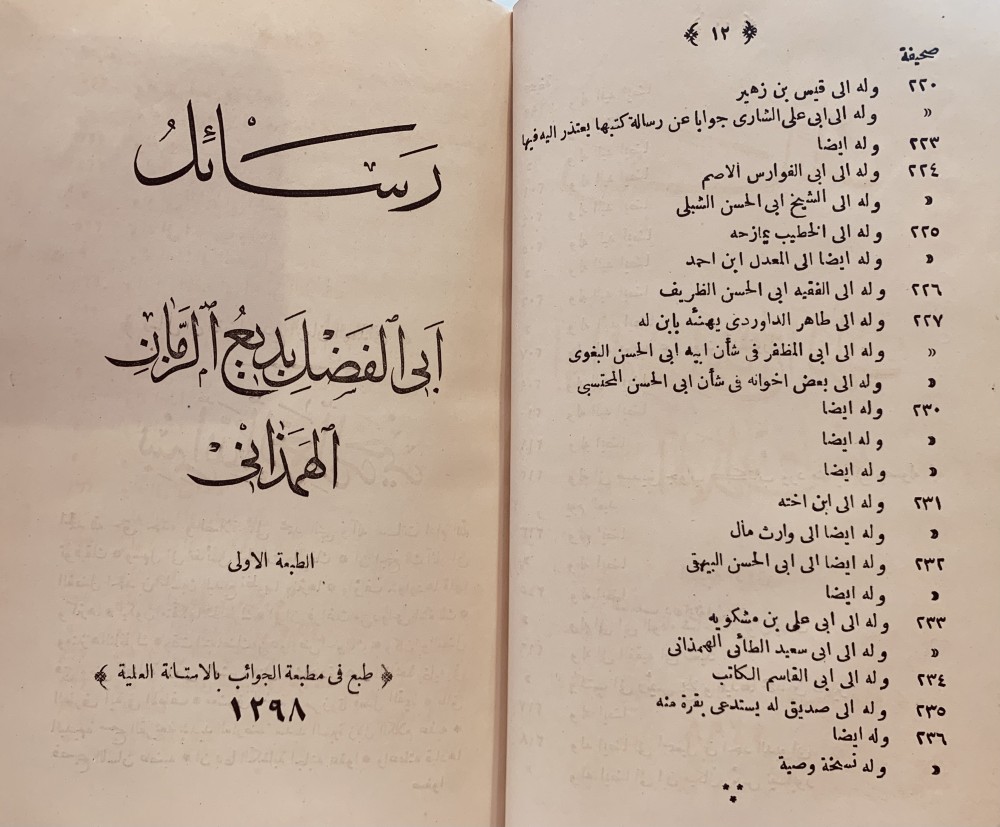 ﴿ ١٢ ﴾
صحيفة
٢٢٠ وله الى قيس بن زهير
« وله الى ابى على الشارى جوابا عن رسالة كتبها يعتذر اليه فيها
٢٢٣ وله ايضا
٢٢٤ وله الى ابى الفوارس الاصم
« وله الى الشيخ ابى الحسن الشبلى
٢٢٥ وله الى الخطيب يمازحه
« وله ايضا الى المعدل ابن احمد
٢٢٦ وله الى الفقيه ابى الحسن الظريف
٢٢٧ وله الى طاهر الداوردى يهنئه بابن له
« وله الى ابى المظفر فى شأن ابيه ابى الحسن البغوى
« وله الى بعض اخوانه فى شأن ابى الحسن المحتسبى
٢٣٠ وله ايضا
« وله ايضا
« وله ايضا
٢٣١ وله الى ابن اخته
« وله ايضا الى وارث مال
٢٣٢ وله ايضا الى ابى الحسن البيهقى
« وله ايضا
٢٣٣ وله الى ابى على بن مشكويه
« وله الى ابى سعيد الطائى الهمذانى
٢٣٤ وله الى ابى القاسم الكاتب
٢٣٥ وله الى صديق له يستدعى بقرة منه
٢٣٦ وله ايضا
« وله نسخة وصية
رسائل
ابى الفضل بديع الزمان
الهمذانى
الطبعة الاولى
﴿ طبع فى مطبعة الجوائب بالاستانة العلية ﴾
١٢٩٨